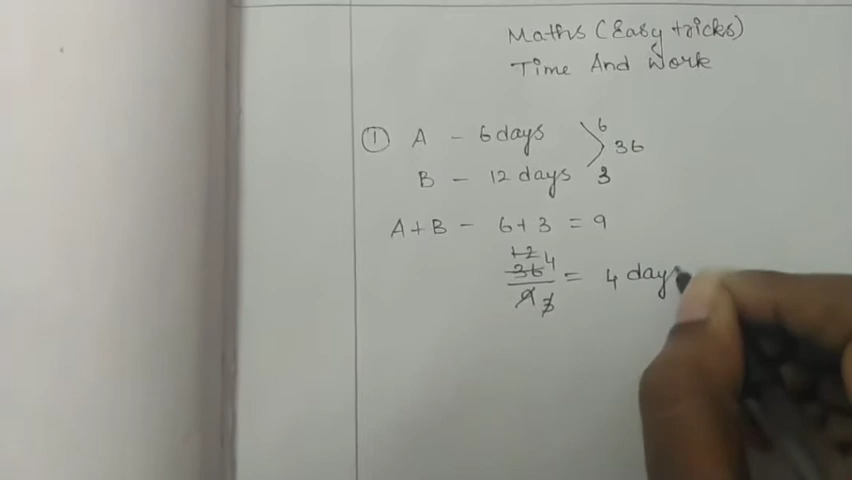 Maths (Easy tricks)
Time And Work
① A – 6 days 6
36
B – 12 days 3
A+B – 6+3 = 9
12
36 4 = 4 day
9 3